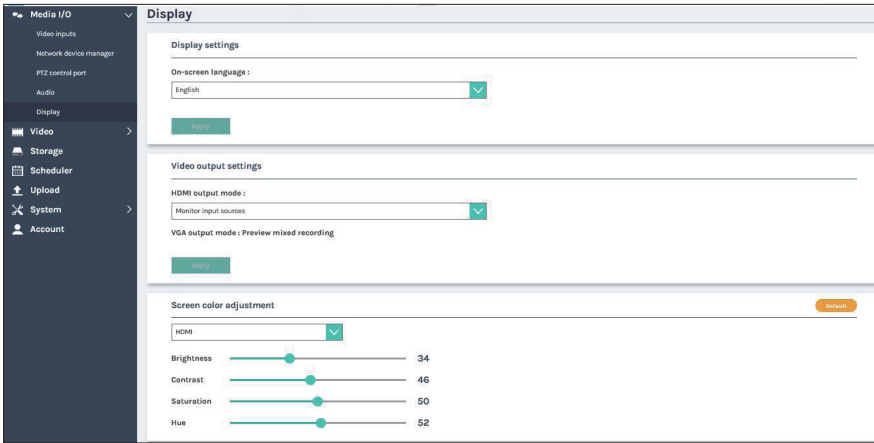 Media I/O
Video inputs
Network device manager
PTZ control port
Audio
Display
Video
Storage
Scheduler
Upload
System
Account
Display
Display settings
On-screen language :
English
Apply
Video output settings
HDMI output mode :
Monitor input sources
VGA output mode : Preview mixed recording
Apply
Screen color adjustment
Default
HDMI
Brightness 34
Contrast 46
Saturation 50
Hue 52